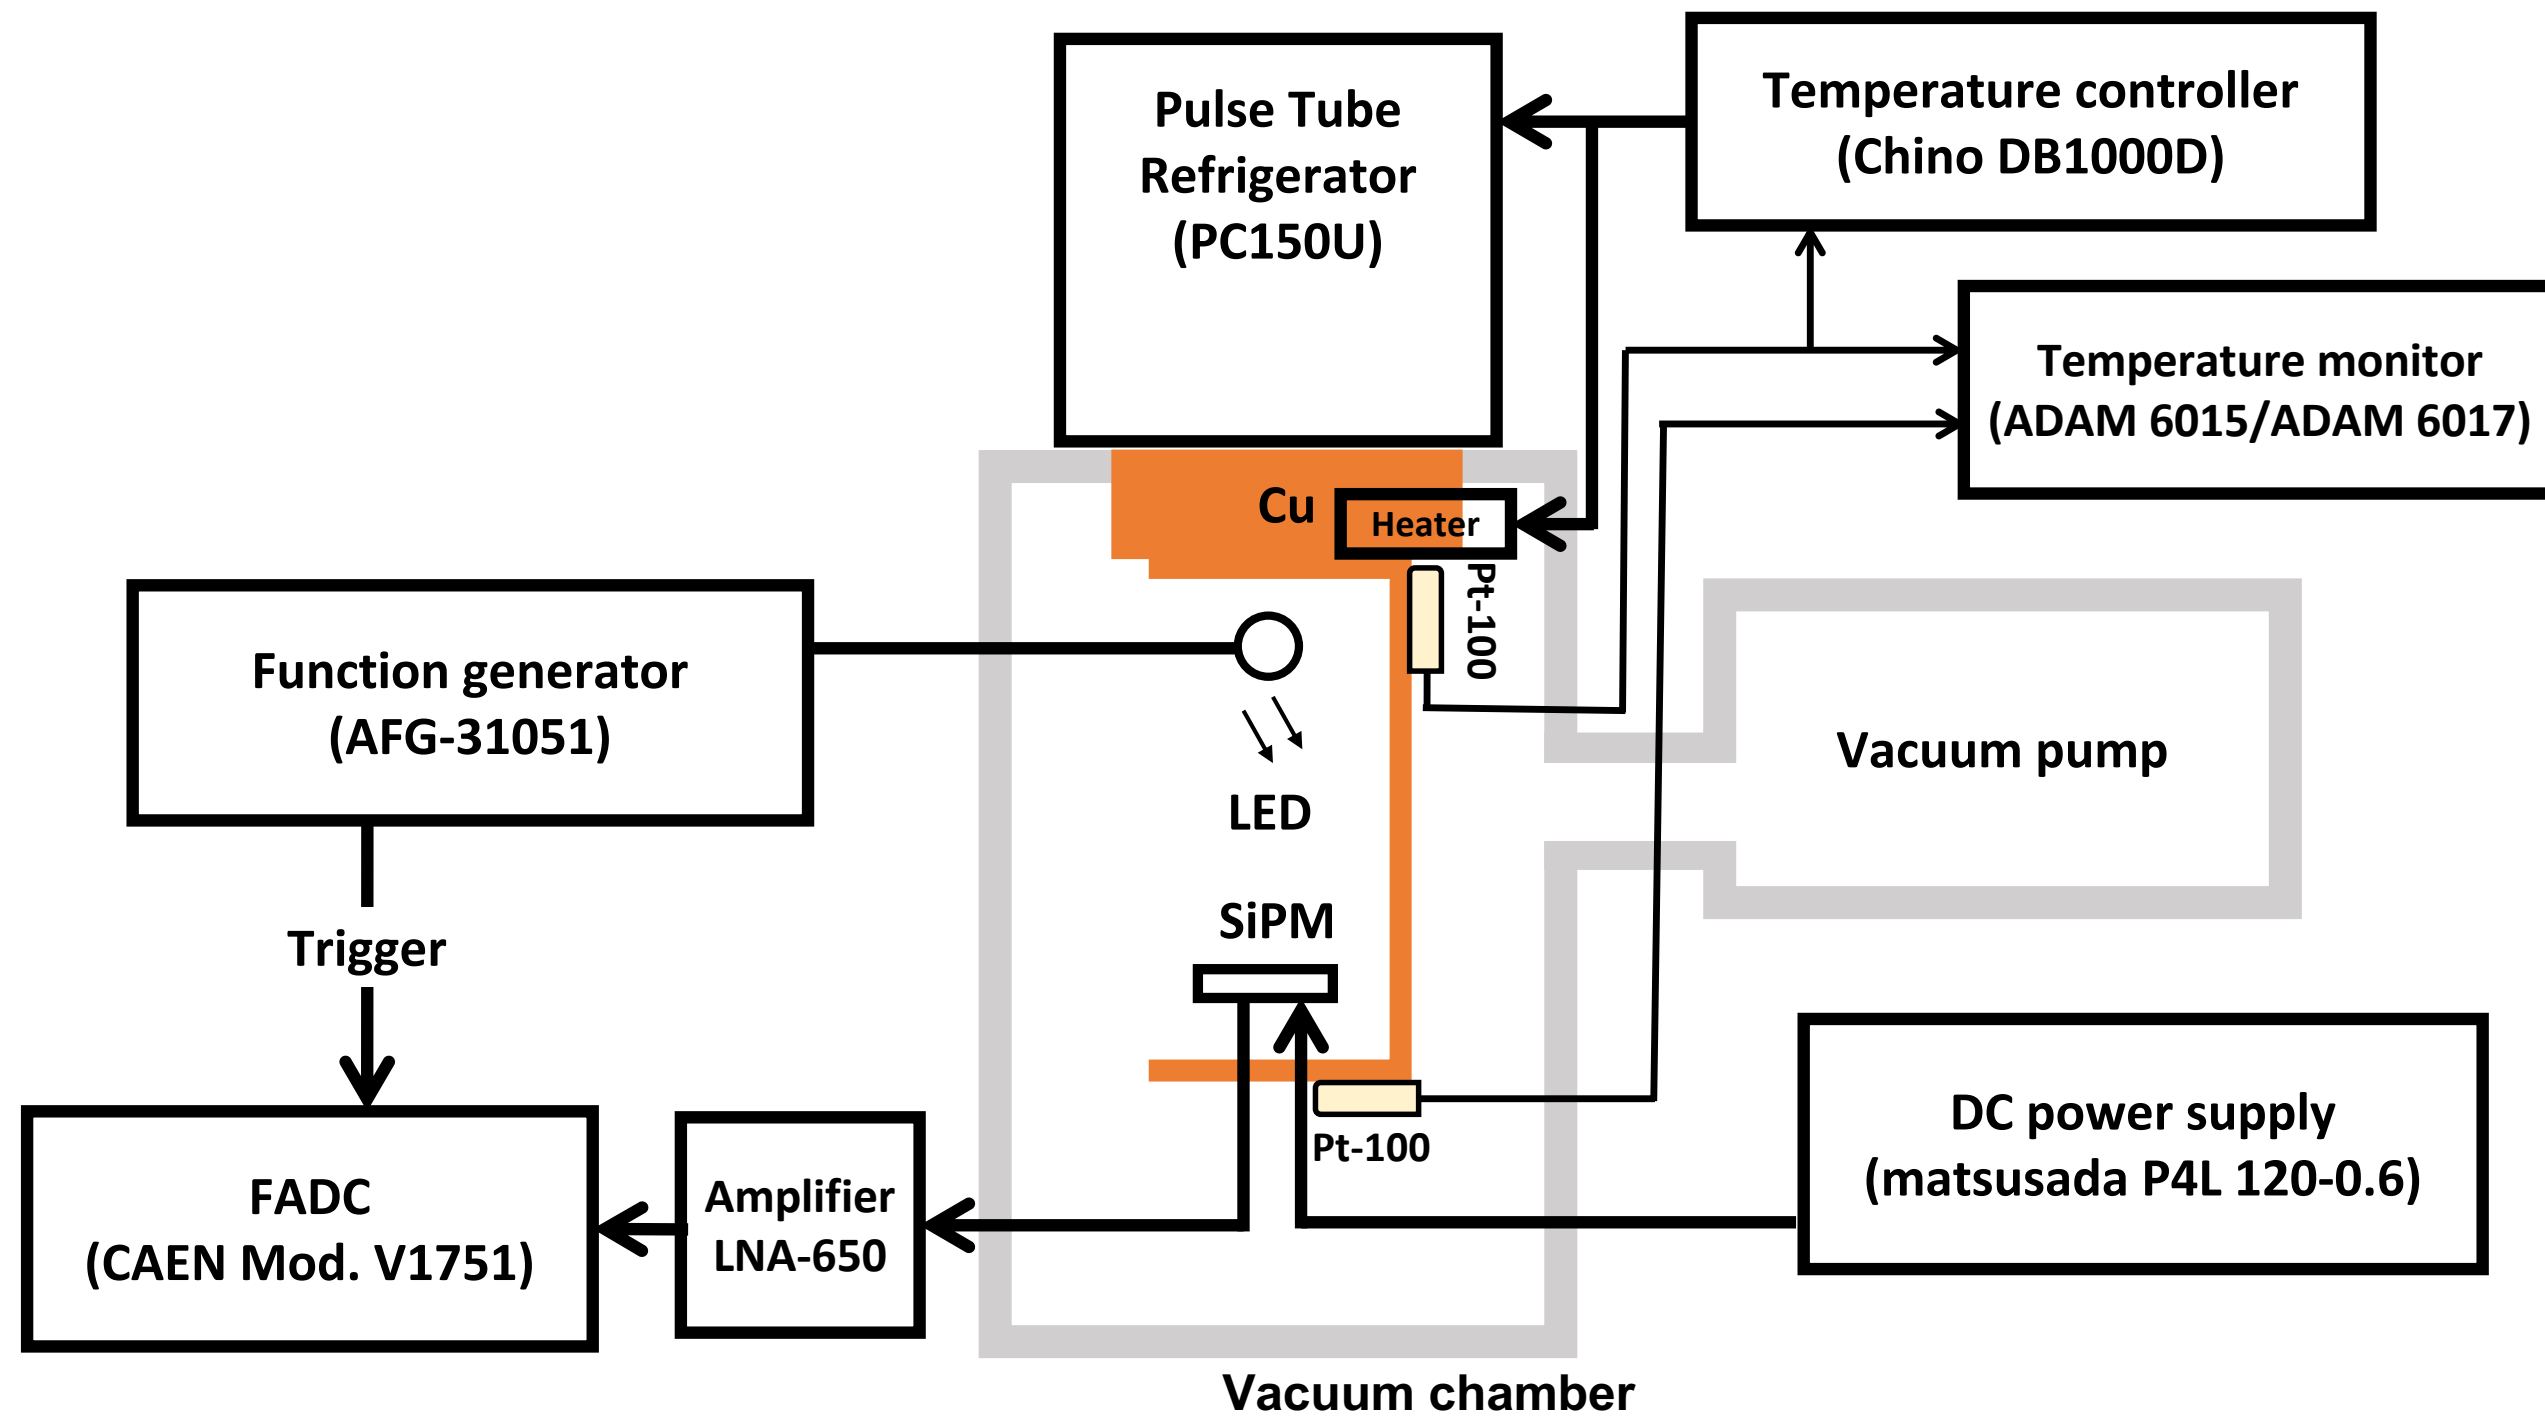 Pulse Tube
Refrigerator
(PC150U)
Temperature controller
(Chino DB1000D)
Temperature monitor
(ADAM 6015/ADAM 6017)
Cu
Heater
Pt-100
Function generator
(AFG-31051)
LED
Vacuum pump
SiPM
Trigger
Pt-100
DC power supply
(matsusada P4L 120-0.6)
FADC
(CAEN Mod. V1751)
Amplifier
LNA-650
Vacuum chamber